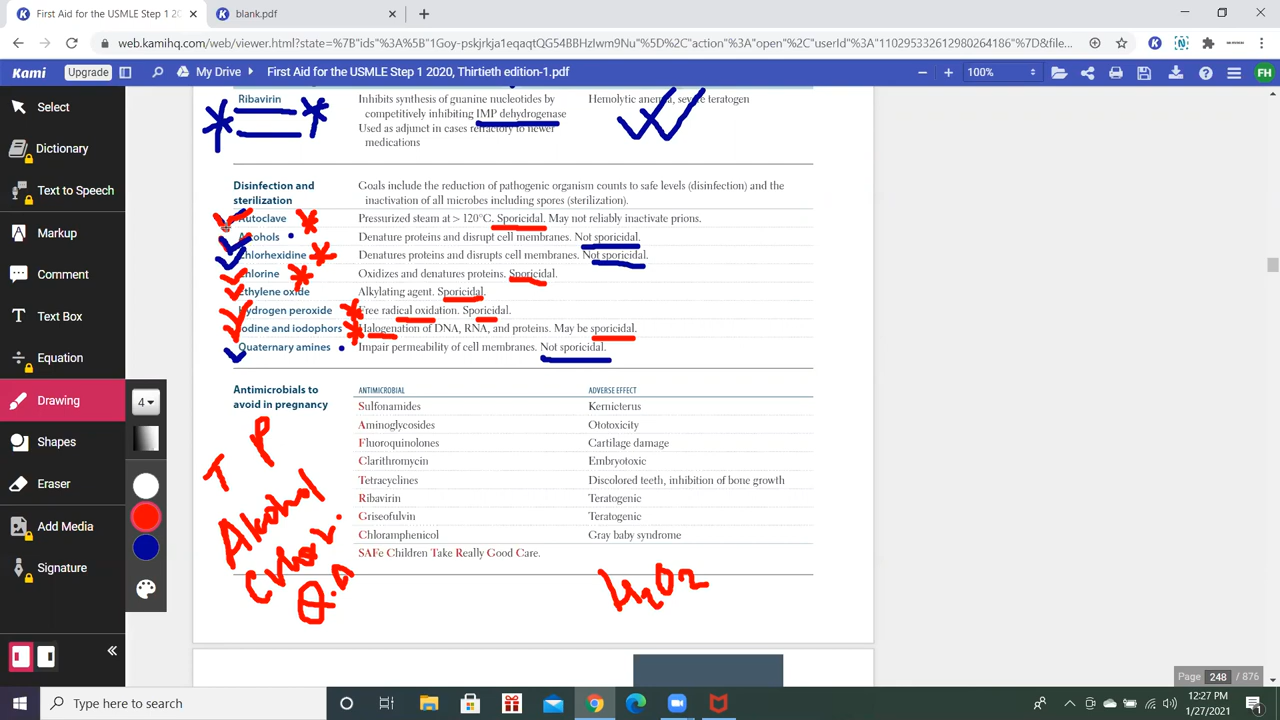 First Aid for the USMLE Step 1 20
blank.pdf
web.kamihq.com/web/viewer.html?state=%7B"ids"%3A%5B"1Goy-pskjkja1eqaqtQG54BBHzlwm9Nu"%5D%2C"action"%3A"open"%2C"userId"%3A"110295332612980264186"%7D&file...
Kami
Upgrade
My Drive
First Aid for the USMLE Step 1 2020, Thirtieth edition-1.pdf
100%
FH
Select
Dictionary
Text to Speech
Markup
Comment
Text Box
Equation
Drawing
Shapes
Eraser
Add Media
Signature
4
Ribavirin
Inhibits synthesis of guanine nucleotides by
competitively inhibiting IMP dehydrogenase
Used as adjunct in cases refractory to newer
medications
Hemolytic anemia, severe teratogen
Disinfection and
sterilization
Goals include the reduction of pathogenic organism counts to safe levels (disinfection) and the
inactivation of all microbes including spores (sterilization).
Autoclave Pressurized steam at > 120°C. Sporicidal. May not reliably inactivate prions.
Alcohols Denature proteins and disrupt cell membranes. Not sporicidal.
Chlorhexidine Denatures proteins and disrupts cell membranes. Not sporicidal.
Chlorine Oxidizes and denatures proteins. Sporicidal.
Ethylene oxide Alkylating agent. Sporicidal.
Hydrogen peroxide Free radical oxidation. Sporicidal.
Iodine and iodophors Halogenation of DNA, RNA, and proteins. May be sporicidal.
Quaternary amines Impair permeability of cell membranes. Not sporicidal.
Antimicrobials to
avoid in pregnancy
ANTIMICROBIAL ADVERSE EFFECT
Sulfonamides Kernicterus
Aminoglycosides Ototoxicity
Fluoroquinolones Cartilage damage
Clarithromycin Embryotoxic
Tetracyclines Discolored teeth, inhibition of bone growth
Ribavirin Teratogenic
Griseofulvin Teratogenic
Chloramphenicol Gray baby syndrome
SAFe Children Take Really Good Care.
T P
Alcohol
Chlor.
Q.A
H2O2
Page 248 / 876
Type here to search
12:27 PM
1/27/2021